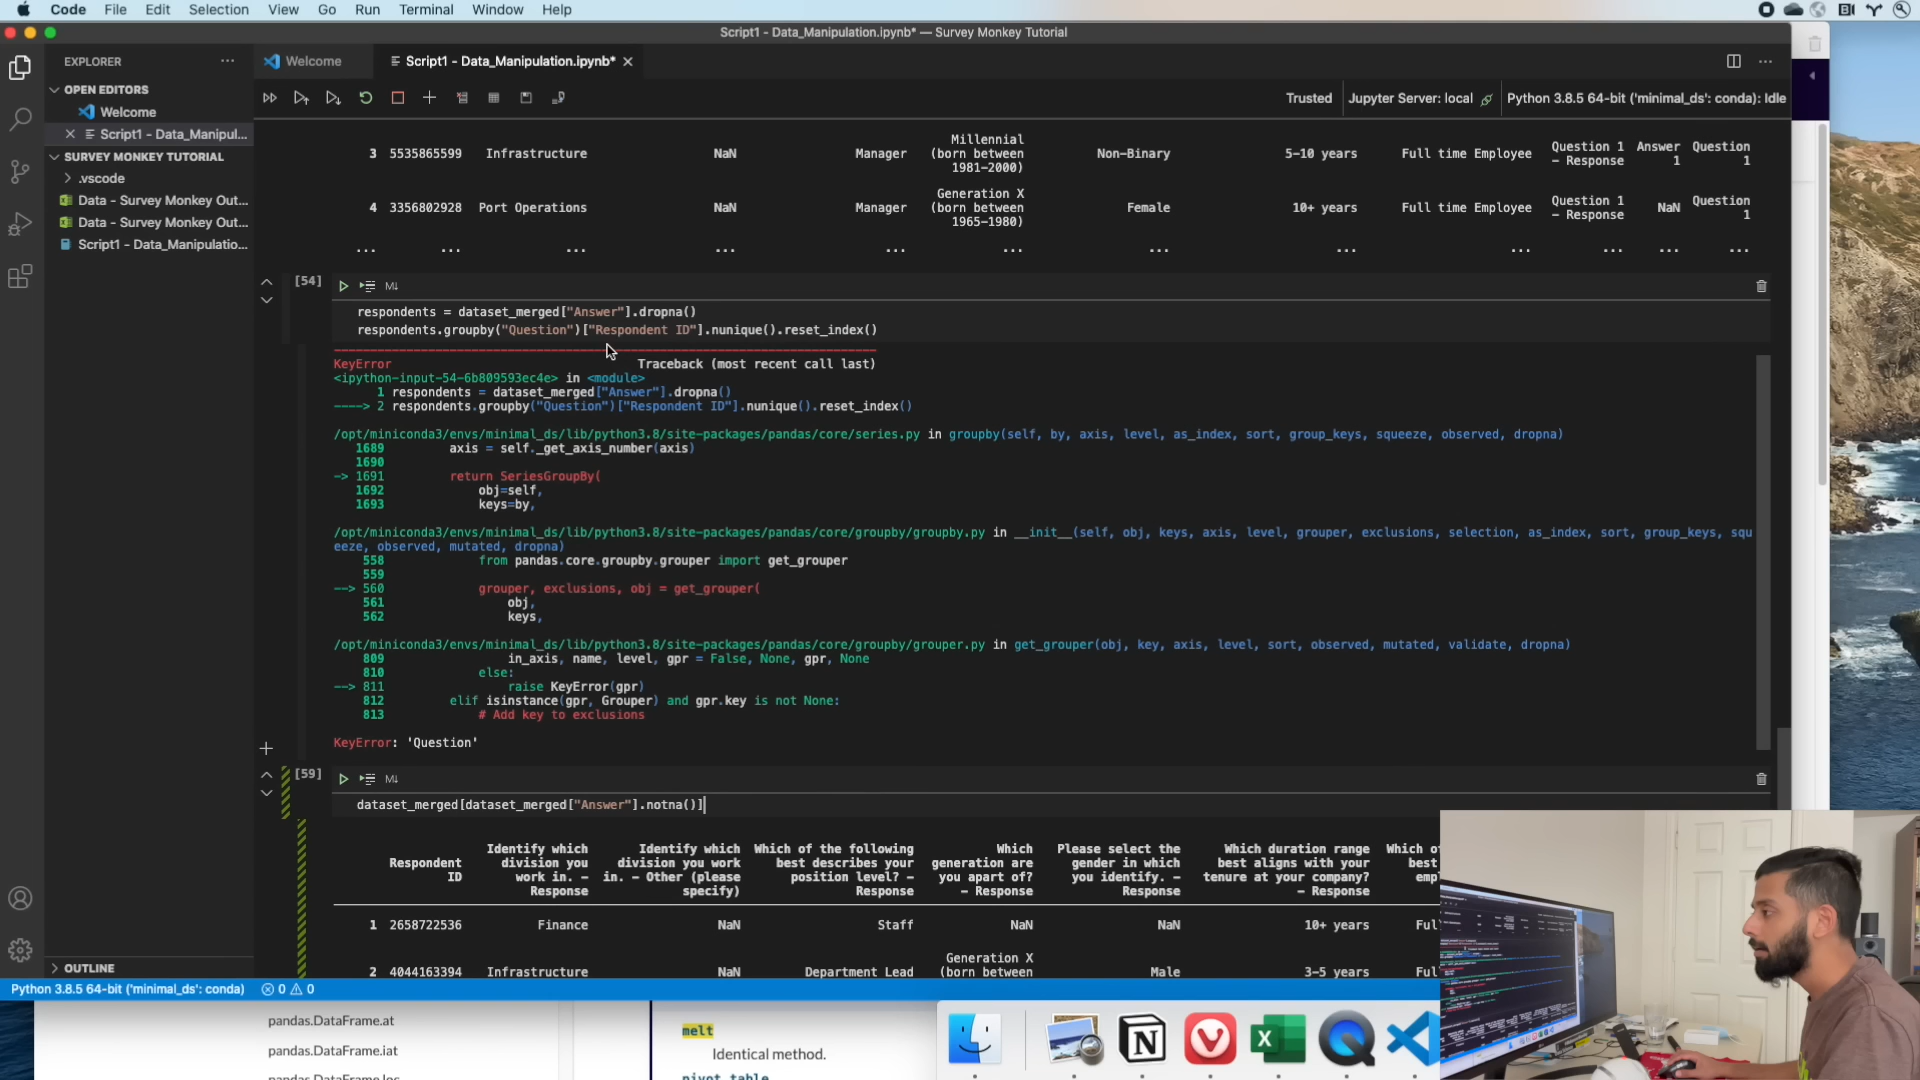 Code File Edit Selection View Go Run Terminal Window Help
Script1 - Data_Manipulation.ipynb* — Survey Monkey Tutorial
EXPLORER
Welcome
Script1 - Data_Manipulation.ipynb*
OPEN EDITORS
Welcome
Script1 - Data_Manipul...
SURVEY MONKEY TUTORIAL
.vscode
Data - Survey Monkey Out...
Data - Survey Monkey Out...
Script1 - Data_Manipulatio...
Trusted
Jupyter Server: local
Python 3.8.5 64-bit ('minimal_ds': conda): Idle
3 5535865599 Infrastructure NaN Manager Millennial (born between 1981-2000) Non-Binary 5-10 years Full time Employee Question 1 - Response Answer 1 Question 1
4 3356802928 Port Operations NaN Manager Generation X (born between 1965-1980) Female 10+ years Full time Employee Question 1 - Response NaN Question 1
... ... ... ... ... ... ... ... ... ... ... ...
[54]
M↓
respondents = dataset_merged["Answer"].dropna()
respondents.groupby("Question")["Respondent ID"].nunique().reset_index()
KeyError Traceback (most recent call last)
<ipython-input-54-6b809593ec4e> in <module>
1 respondents = dataset_merged["Answer"].dropna()
----> 2 respondents.groupby("Question")["Respondent ID"].nunique().reset_index()
/opt/miniconda3/envs/minimal_ds/lib/python3.8/site-packages/pandas/core/series.py in groupby(self, by, axis, level, as_index, sort, group_keys, squeeze, observed, dropna)
1689 axis = self._get_axis_number(axis)
1690
-> 1691 return SeriesGroupBy(
1692 obj=self,
1693 keys=by,
/opt/miniconda3/envs/minimal_ds/lib/python3.8/site-packages/pandas/core/groupby/groupby.py in __init__(self, obj, keys, axis, level, grouper, exclusions, selection, as_index, sort, group_keys, squ
eeze, observed, mutated, dropna)
558 from pandas.core.groupby.grouper import get_grouper
559
--> 560 grouper, exclusions, obj = get_grouper(
561 obj,
562 keys,
/opt/miniconda3/envs/minimal_ds/lib/python3.8/site-packages/pandas/core/groupby/grouper.py in get_grouper(obj, key, axis, level, sort, observed, mutated, validate, dropna)
809 in_axis, name, level, gpr = False, None, gpr, None
810 else:
--> 811 raise KeyError(gpr)
812 elif isinstance(gpr, Grouper) and gpr.key is not None:
813 # Add key to exclusions
KeyError: 'Question'
[59]
M↓
dataset_merged[dataset_merged["Answer"].notna()]
Respondent ID
Identify which division you work in. - Response
Identify which division you work in. - Other (please specify)
Which of the following best describes your position level? - Response
Which generation are you apart of? - Response
Please select the gender in which you identify. - Response
Which duration range best aligns with your tenure at your company? - Response
Which o
best
emp
1 2658722536 Finance NaN Staff NaN NaN 10+ years Ful
2 4044163394 Infrastructure NaN Department Lead Generation X (born between Male 3-5 years Ful
OUTLINE
Python 3.8.5 64-bit ('minimal_ds': conda) 0 0
pandas.DataFrame.at
pandas.DataFrame.iat
pandas.DataFrame.loc
melt
Identical method.
pivot_table